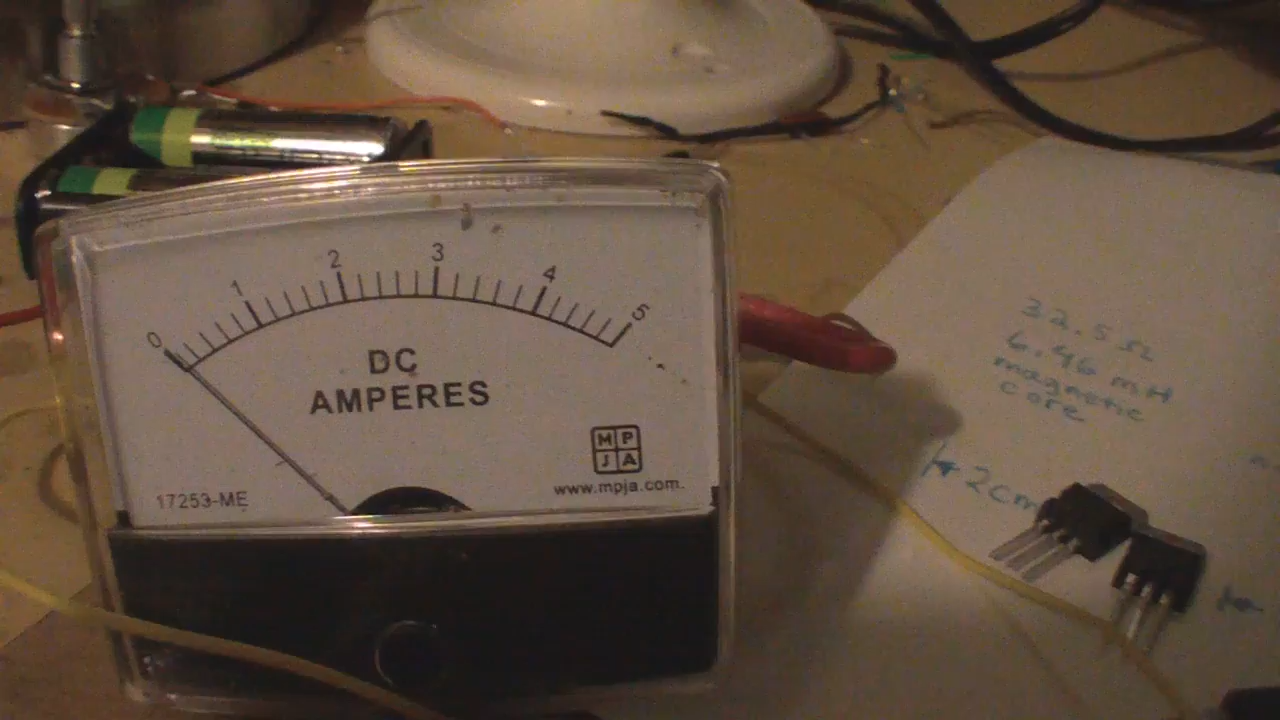 0 1 2 3 4 5
DC
AMPERES
M P
J A
17253-ME
www.mpja.com.
32.5 Ω
6.46 mH
magnetic
core
2cm